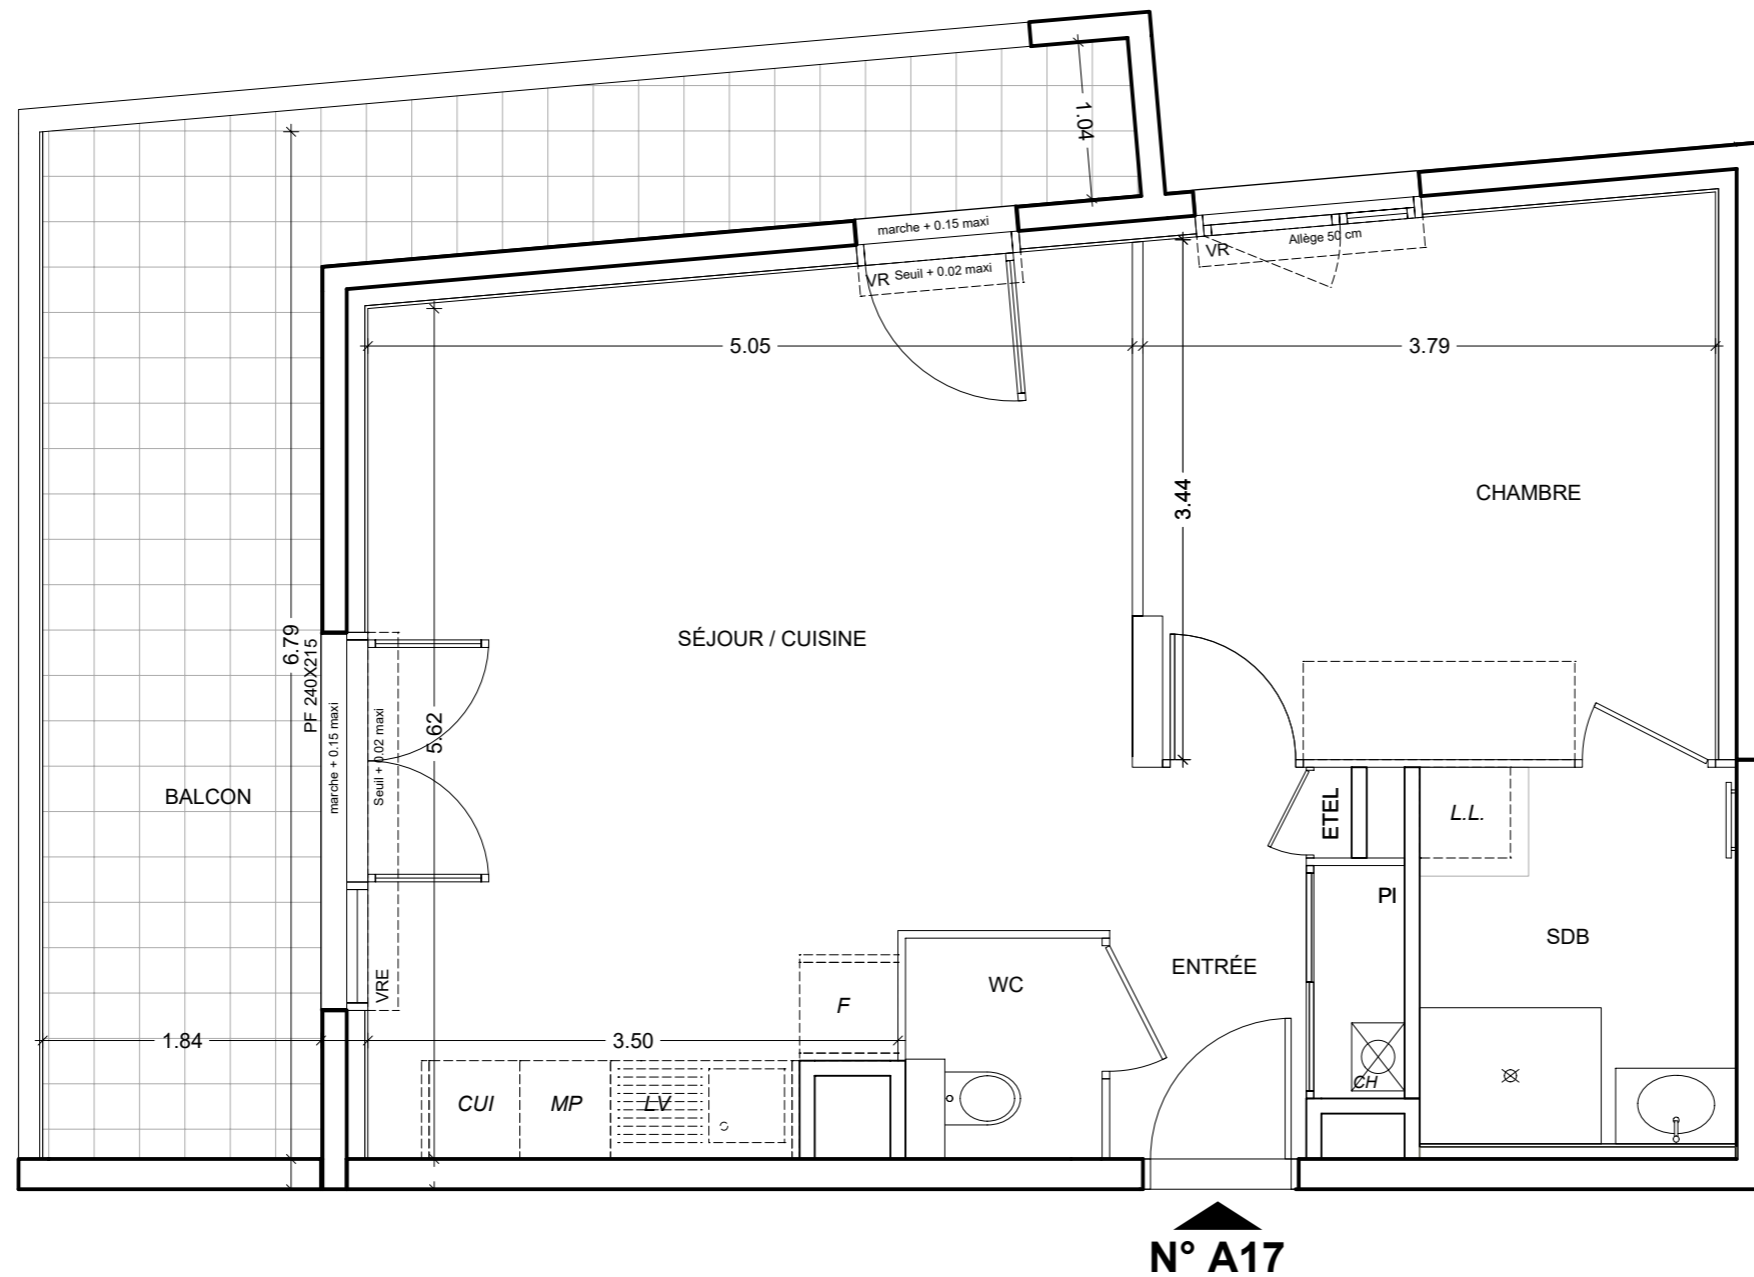 1.04
marche + 0.15 maxi
VR
Seuil + 0.02 maxi
VR
Allège 50 cm
5.05
3.79
3.44
CHAMBRE
SÉJOUR / CUISINE
6.79
PF 240X215
marche + 0.15 maxi
Seuil + 0.02 maxi
5.62
BALCON
ETEL
L.L.
PI
SDB
ENTRÉE
WC
VRE
F
1.84
3.50
CUI
MP
LV
CH
N° A17